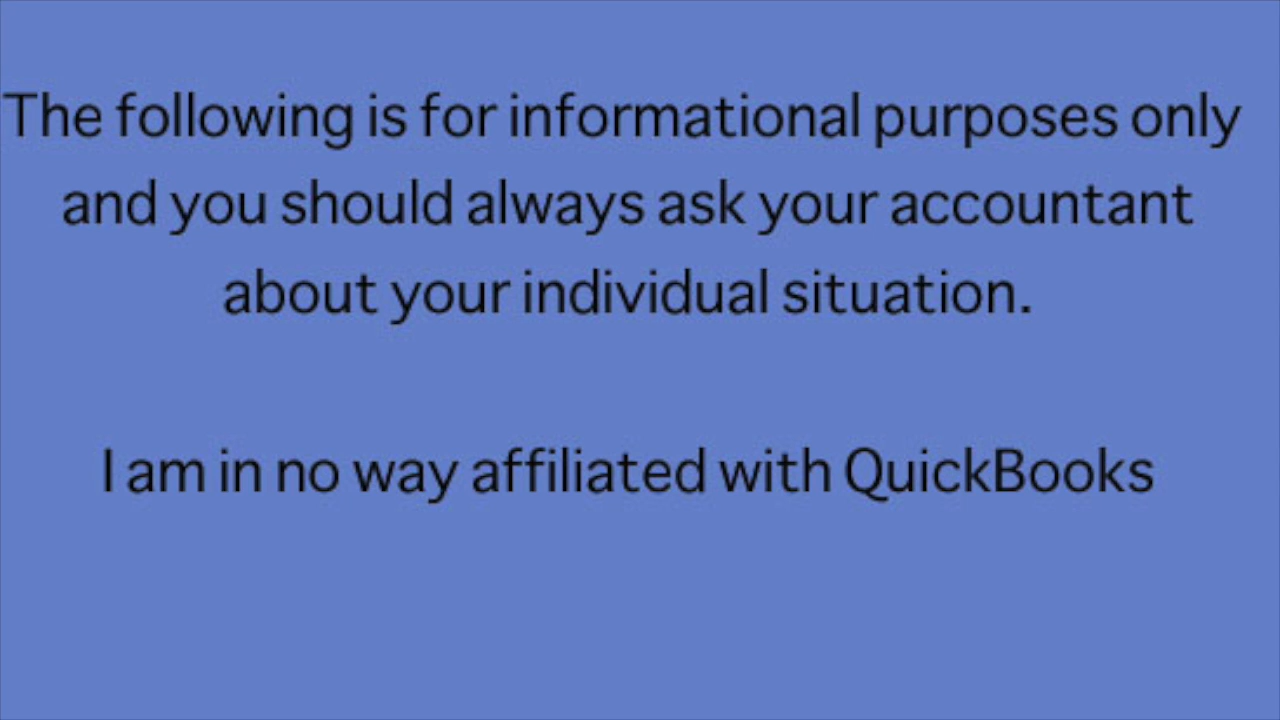 The following is for informational purposes only
and you should always ask your accountant
about your individual situation.
I am in no way affiliated with QuickBooks